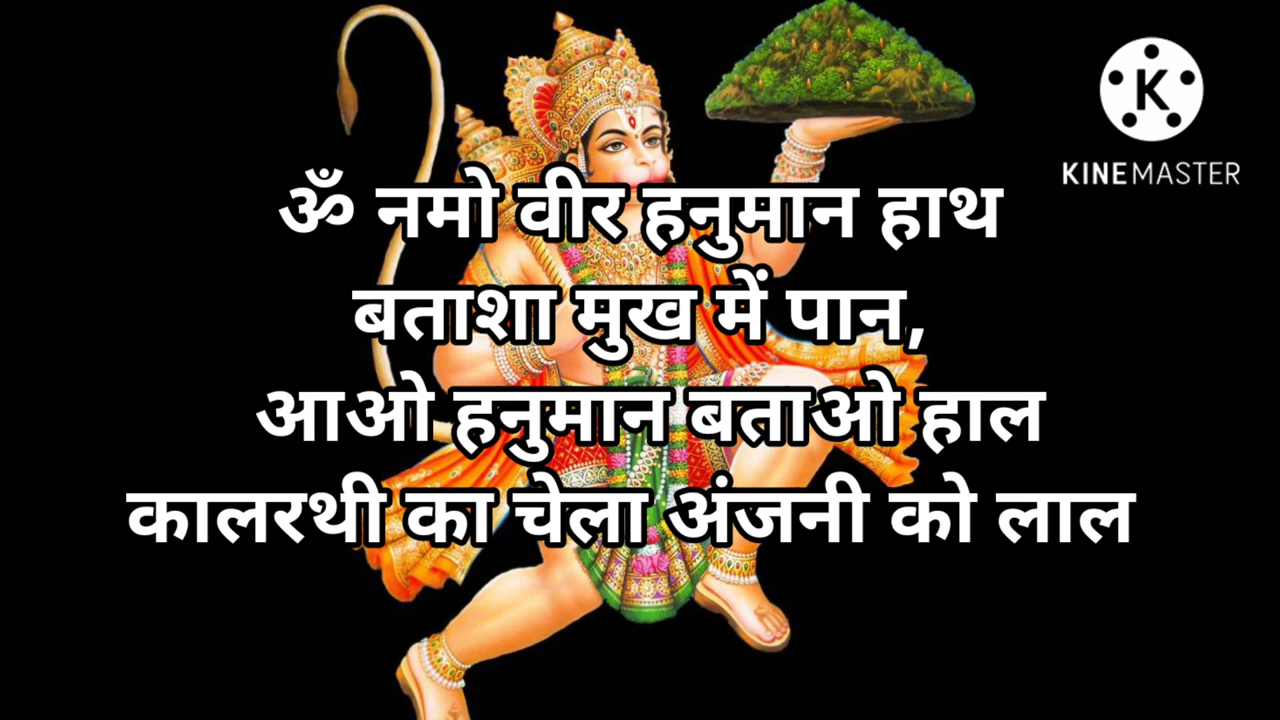 K
KINEMASTER
ॐ नमो वीर हनुमान हाथ
बताशा मुख में पान,
आओ हनुमान बताओ हाल
कालरथी का चेला अंजनी को लाल